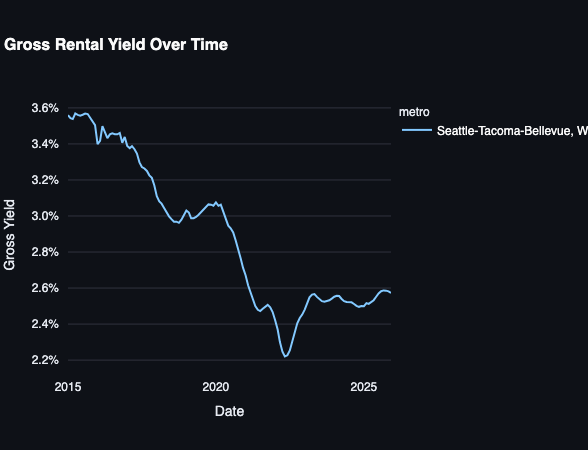 Gross Rental Yield Over Time
metro
Seattle-Tacoma-Bellevue, W
Gross Yield
3.6%
3.4%
3.2%
3.0%
2.8%
2.6%
2.4%
2.2%
2015
2020
2025
Date